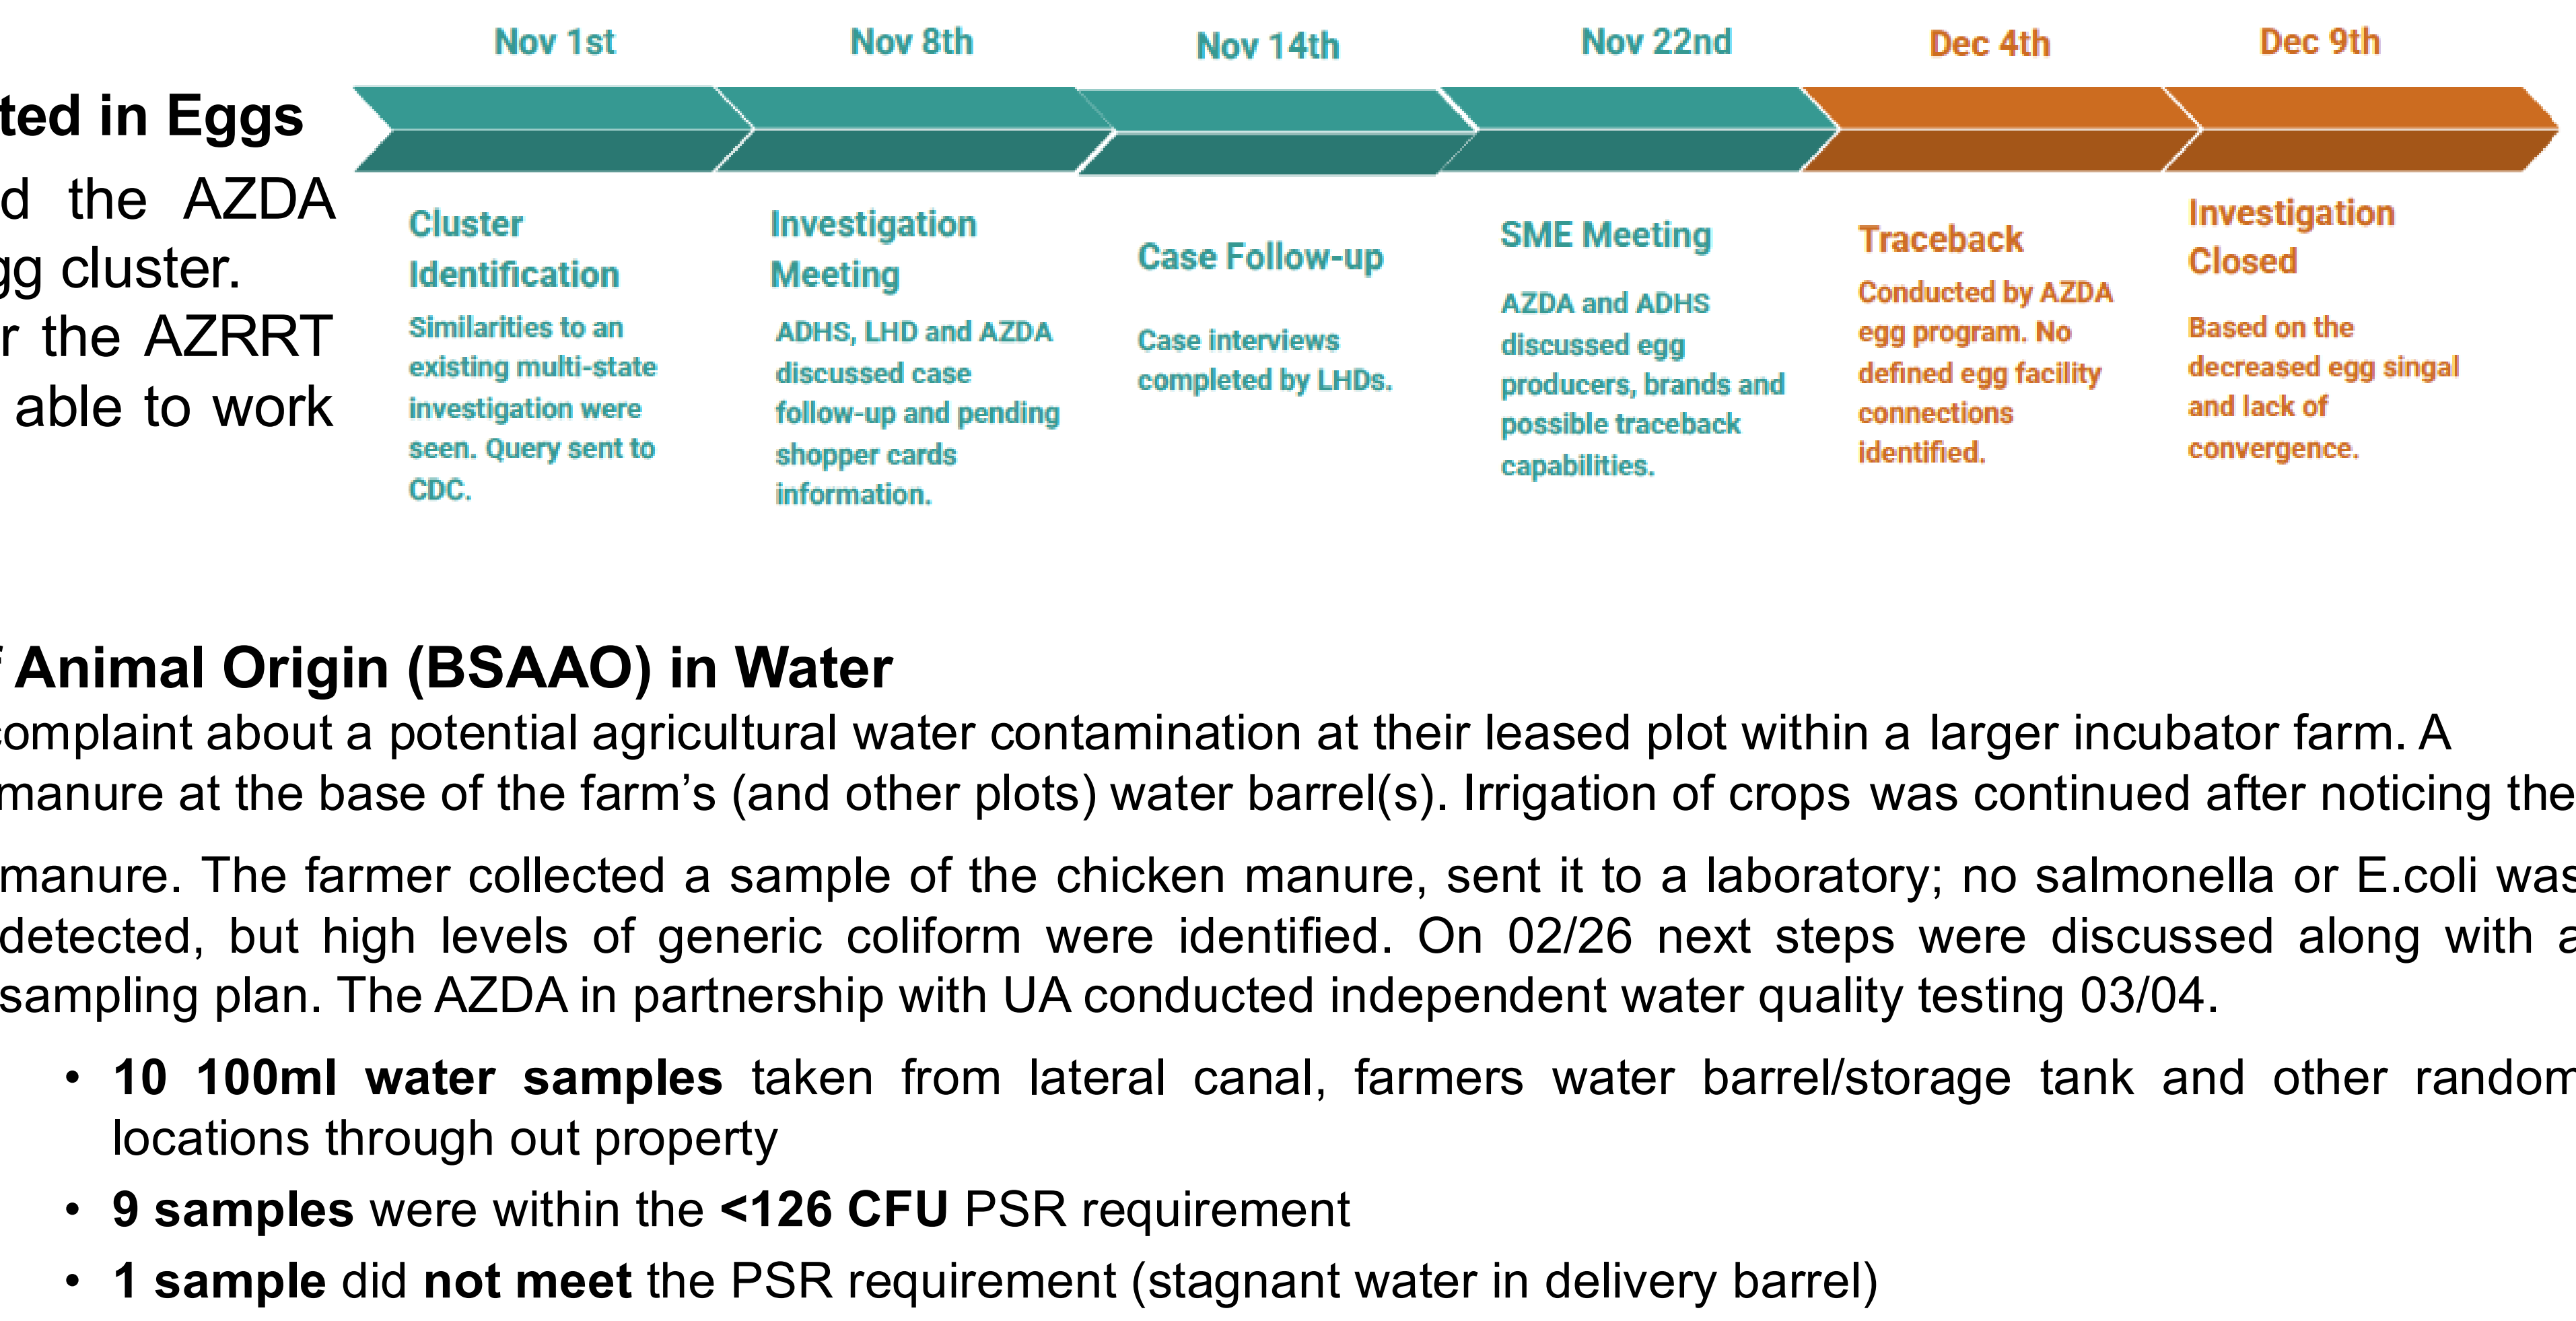 ted in Eggs
d the AZDA
gg cluster.
r the AZRRT
able to work
Nov 1st
Cluster
Identification
Similarities to an
existing multi-state
investigation were
seen. Query sent to
CDC.
Nov 8th
Investigation
Meeting
ADHS, LHD and AZDA
discussed case
follow-up and pending
shopper cards
information.
Nov 14th
Case Follow-up
Case interviews
completed by LHDs.
Nov 22nd
SME Meeting
AZDA and ADHS
discussed egg
producers, brands and
possible traceback
capabilities.
Dec 4th
Traceback
Conducted by AZDA
egg program. No
defined egg facility
connections
identified.
Dec 9th
Investigation
Closed
Based on the
decreased egg singal
and lack of
convergence.
f Animal Origin (BSAAO) in Water
complaint about a potential agricultural water contamination at their leased plot within a larger incubator farm. A
manure at the base of the farm’s (and other plots) water barrel(s). Irrigation of crops was continued after noticing the
manure. The farmer collected a sample of the chicken manure, sent it to a laboratory; no salmonella or E.coli was
detected, but high levels of generic coliform were identified. On 02/26 next steps were discussed along with a
sampling plan. The AZDA in partnership with UA conducted independent water quality testing 03/04.
• 10 100ml water samples taken from lateral canal, farmers water barrel/storage tank and other random
locations through out property
• 9 samples were within the <126 CFU PSR requirement
• 1 sample did not meet the PSR requirement (stagnant water in delivery barrel)